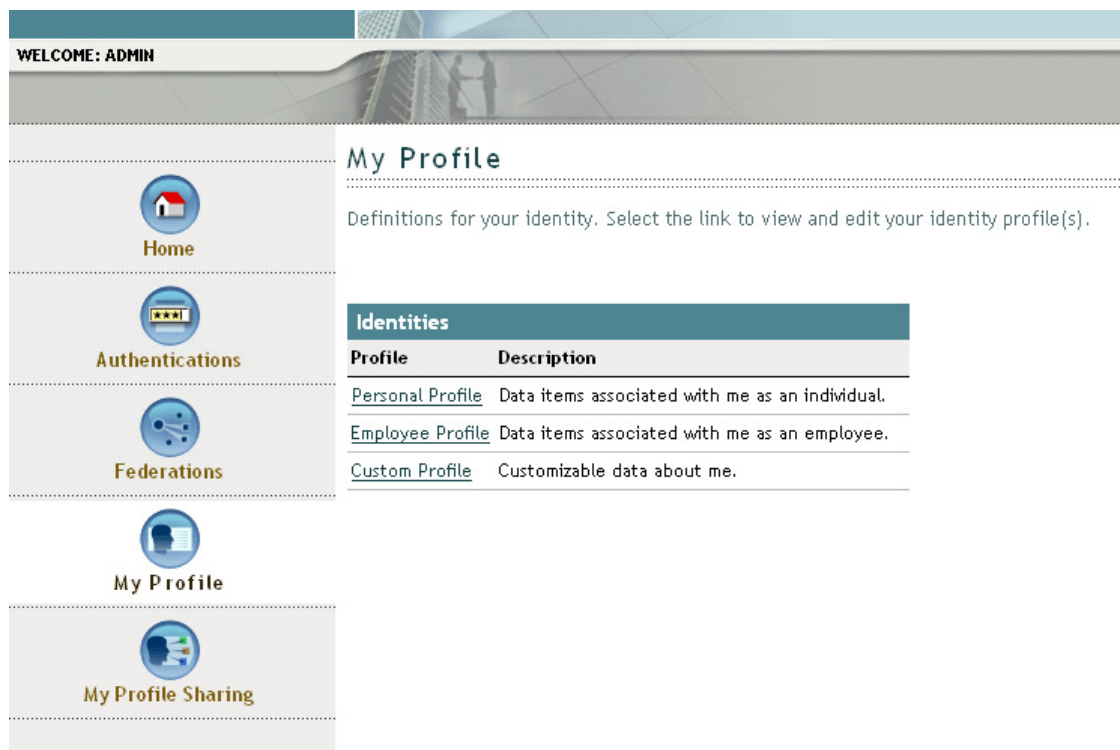 WELCOME: ADMIN
Home
Authentications
Federations
My Profile
My Profile Sharing
My Profile
Definitions for your identity. Select the link to view and edit your identity profile(s).
Identities
Profile Description
Personal Profile Data items associated with me as an individual.
Employee Profile Data items associated with me as an employee.
Custom Profile Customizable data about me.